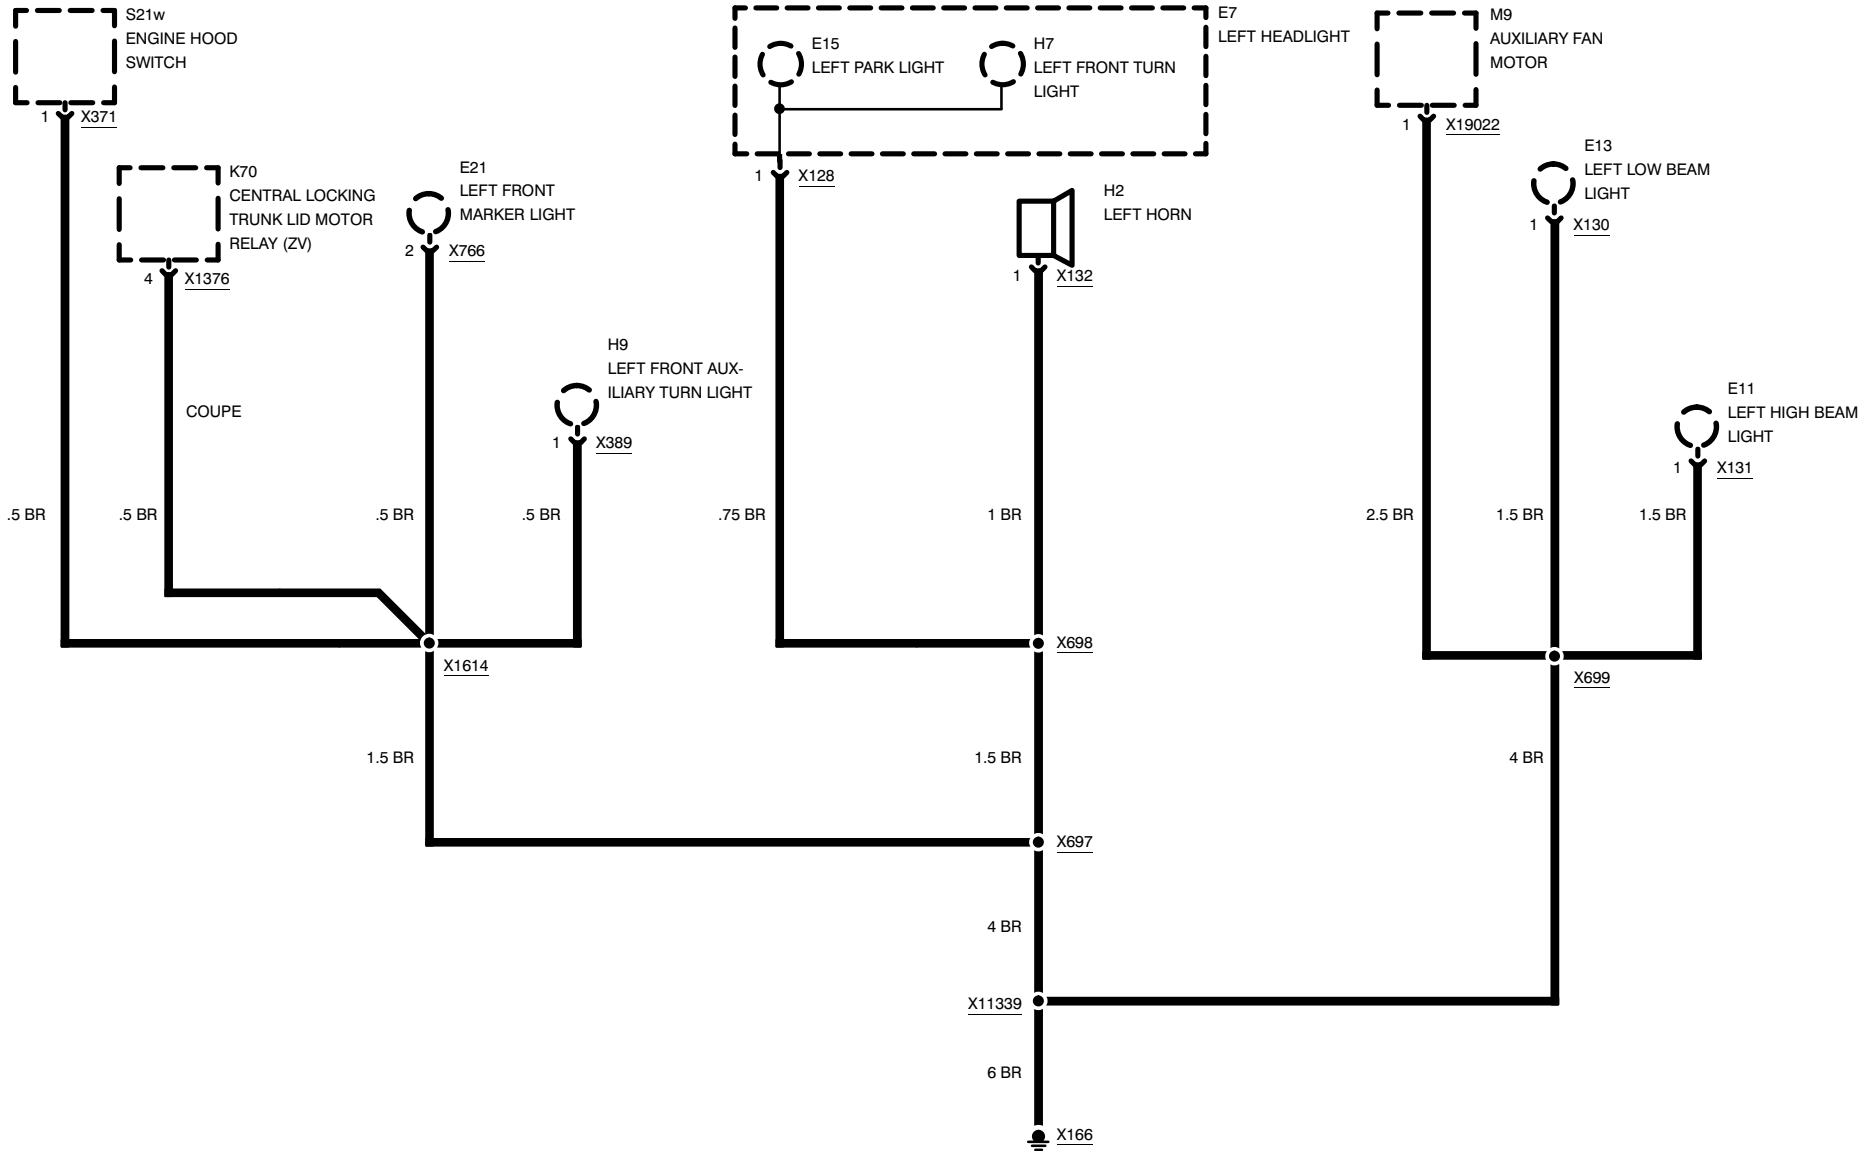 S21w
ENGINE HOOD
SWITCH
1
X371
E15
LEFT PARK LIGHT
H7
LEFT FRONT TURN
LIGHT
E7
LEFT HEADLIGHT
M9
AUXILIARY FAN
MOTOR
1
X19022
K70
CENTRAL LOCKING
TRUNK LID MOTOR
RELAY (ZV)
4
X1376
E21
LEFT FRONT
MARKER LIGHT
2
X766
1
X128
H2
LEFT HORN
1
X132
E13
LEFT LOW BEAM
LIGHT
1
X130
H9
LEFT FRONT AUX-
ILIARY TURN LIGHT
1
X389
E11
LEFT HIGH BEAM
LIGHT
1
X131
COUPE
.5 BR
.5 BR
.5 BR
.5 BR
.75 BR
1 BR
2.5 BR
1.5 BR
1.5 BR
X1614
X698
X699
1.5 BR
1.5 BR
4 BR
X697
4 BR
X11339
6 BR
X166